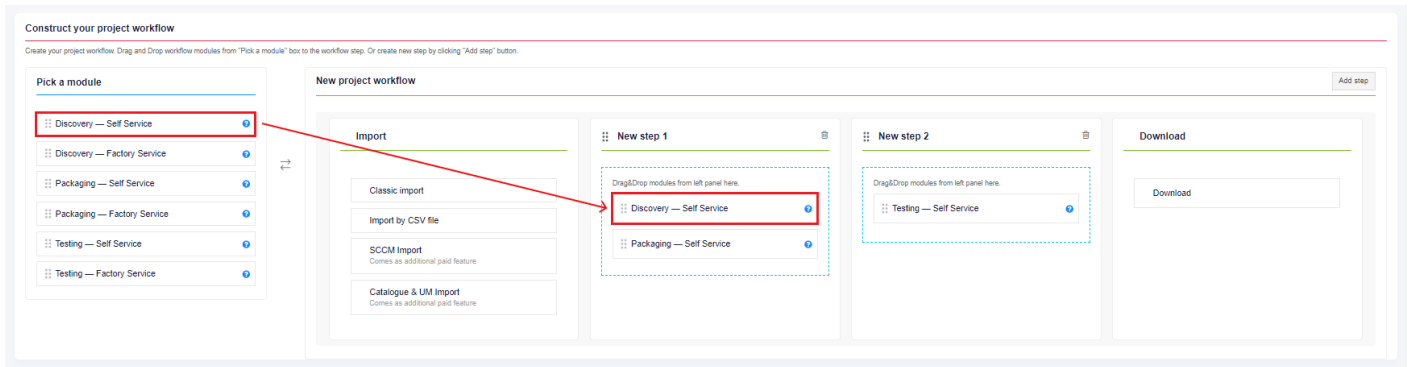 Construct your project workflow
Create your project workflow. Drag and Drop workflow modules from "Pick a module" box to the workflow step. Or create new step by clicking "Add step" button.
Pick a module
Discovery — Self Service
Discovery — Factory Service
Packaging — Self Service
Packaging — Factory Service
Testing — Self Service
Testing — Factory Service
New project workflow
Add step
Import
Classic import
Import by CSV file
SCCM Import
Comes as additional paid feature
Catalogue & UM Import
Comes as additional paid feature
New step 1
Drag&Drop modules from left panel here.
Discovery — Self Service
Packaging — Self Service
New step 2
Drag&Drop modules from left panel here.
Testing — Self Service
Download
Download